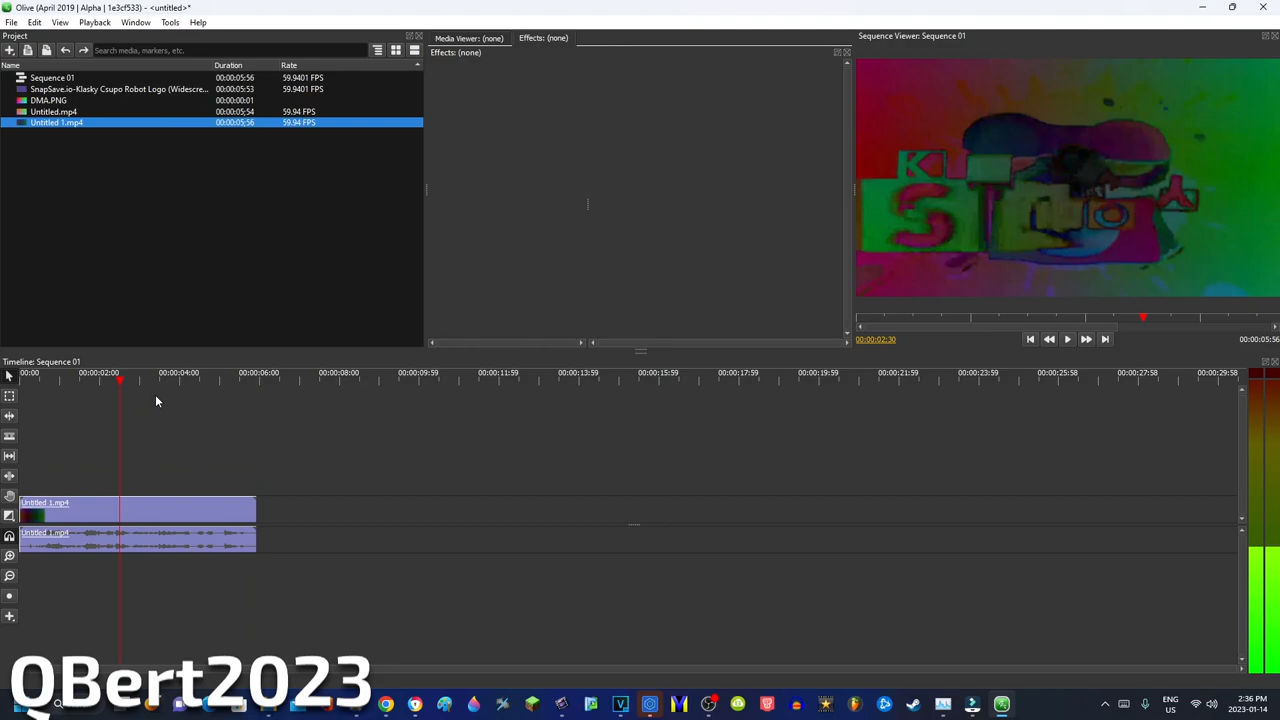 Olive (April 2019 | Alpha | 1e3cf533) - <untitled>*
File Edit View Playback Window Tools Help
Project
Search media, markers, etc.
Name Duration Rate
Sequence 01 00:00:05;56 59.9401 FPS
SnapSave.io-Klasky Csupo Robot Logo (Widescre... 00:00:05;53 59.9401 FPS
DMA.PNG 00:00:00;01
Untitled.mp4 00:00:05;54 59.94 FPS
Untitled 1.mp4 00:00:05;56 59.94 FPS
Media Viewer: (none) Effects: (none)
Effects: (none)
Sequence Viewer: Sequence 01
K
00:00:02;30 00:00:05;56
Timeline: Sequence 01
00:00 00:00:02;00 00:00:04;00 00:00:06;00 00:00:07;59 00:00:09;59 00:00:11;59 00:00:13;59 00:00:15;59 00:00:17;59 00:00:19;59 00:00:21;59 00:00:23;59 00:00:25;59 00:00:27;58 00:00:29;58
Untitled 1.mp4
Untitled 1.mp4
QBert2023
ENG
US
2:36 PM
2023-01-14